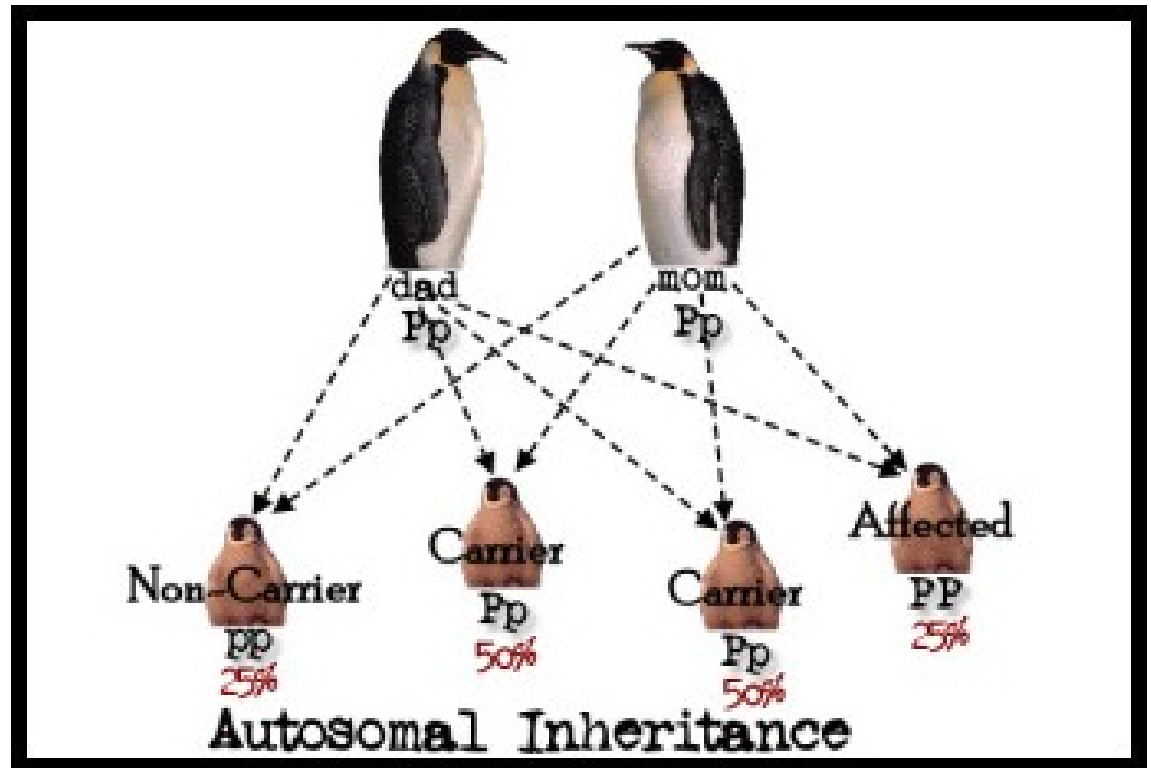 dad
Pp
mom
Pp
Non-Carrier
pp
25%
Carrier
Pp
50%
Carrier
Pp
50%
Affected
PP
25%
Autosomal Inheritance